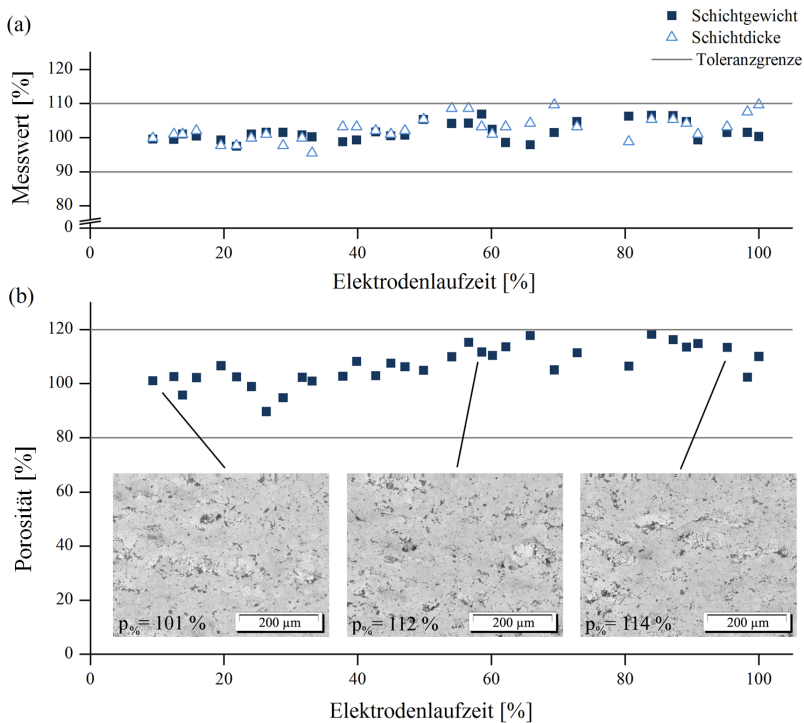 (a)
Schichtgewicht
Schichtdicke
Toleranzgrenze
Messwert [%]
120
110
100
90
80
0
0 20 40 60 80 100
Elektrodenlaufzeit [%]
(b)
Porosität [%]
120
100
80
60
40
20
0
p%= 101 % 200 µm
p%= 112 % 200 µm
p%= 114 % 200 µm
0 20 40 60 80 100
Elektrodenlaufzeit [%]